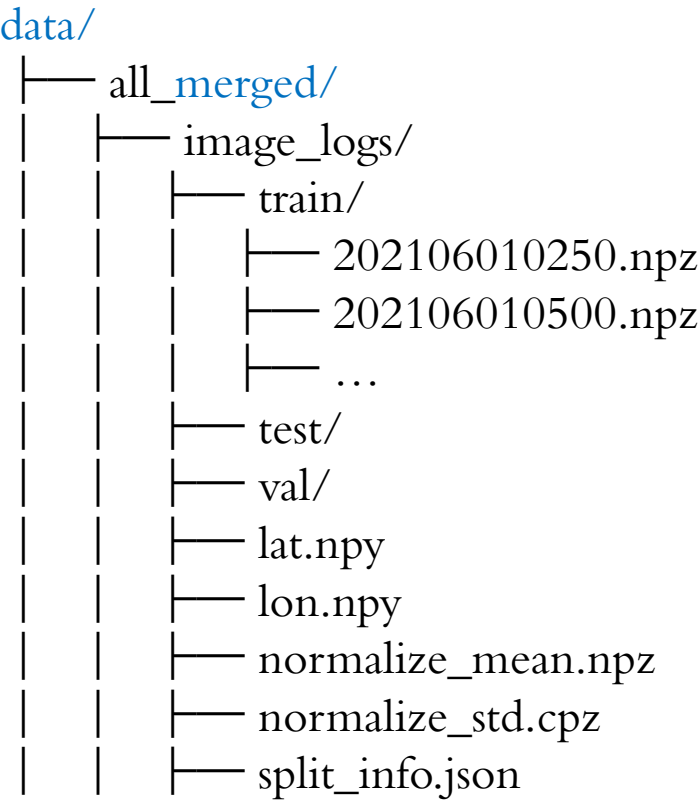 data/
├── all_merged/
│ ├── image_logs/
│ │ ├── train/
│ │ │ ├── 202106010250.npz
│ │ │ ├── 202106010500.npz
│ │ │ ├── …
│ │ ├── test/
│ │ ├── val/
│ │ ├── lat.npy
│ │ ├── lon.npy
│ │ ├── normalize_mean.npz
│ │ ├── normalize_std.cpz
│ │ ├── split_info.json